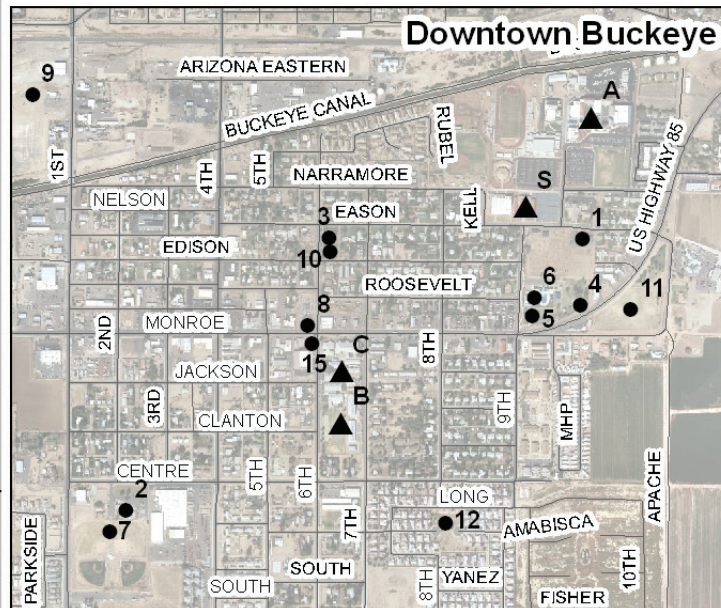 Downtown Buckeye
9
ARIZONA EASTERN
A
BUCKEYE CANAL
RUBEL
US HIGHWAY 85
1ST
4TH
5TH
NARRAMORE
S
NELSON
KELL
3
EASON
1
EDISON
10
ROOSEVELT
6
4
11
8
MONROE
5
2ND
15
C
8TH
JACKSON
3RD
B
9TH
MHP
CLANTON
CENTRE
5TH
6TH
APACHE
2
LONG
7
7TH
12
AMABISCA
PARKSIDE
SOUTH
8TH
YANEZ
10TH
SOUTH
FISHER